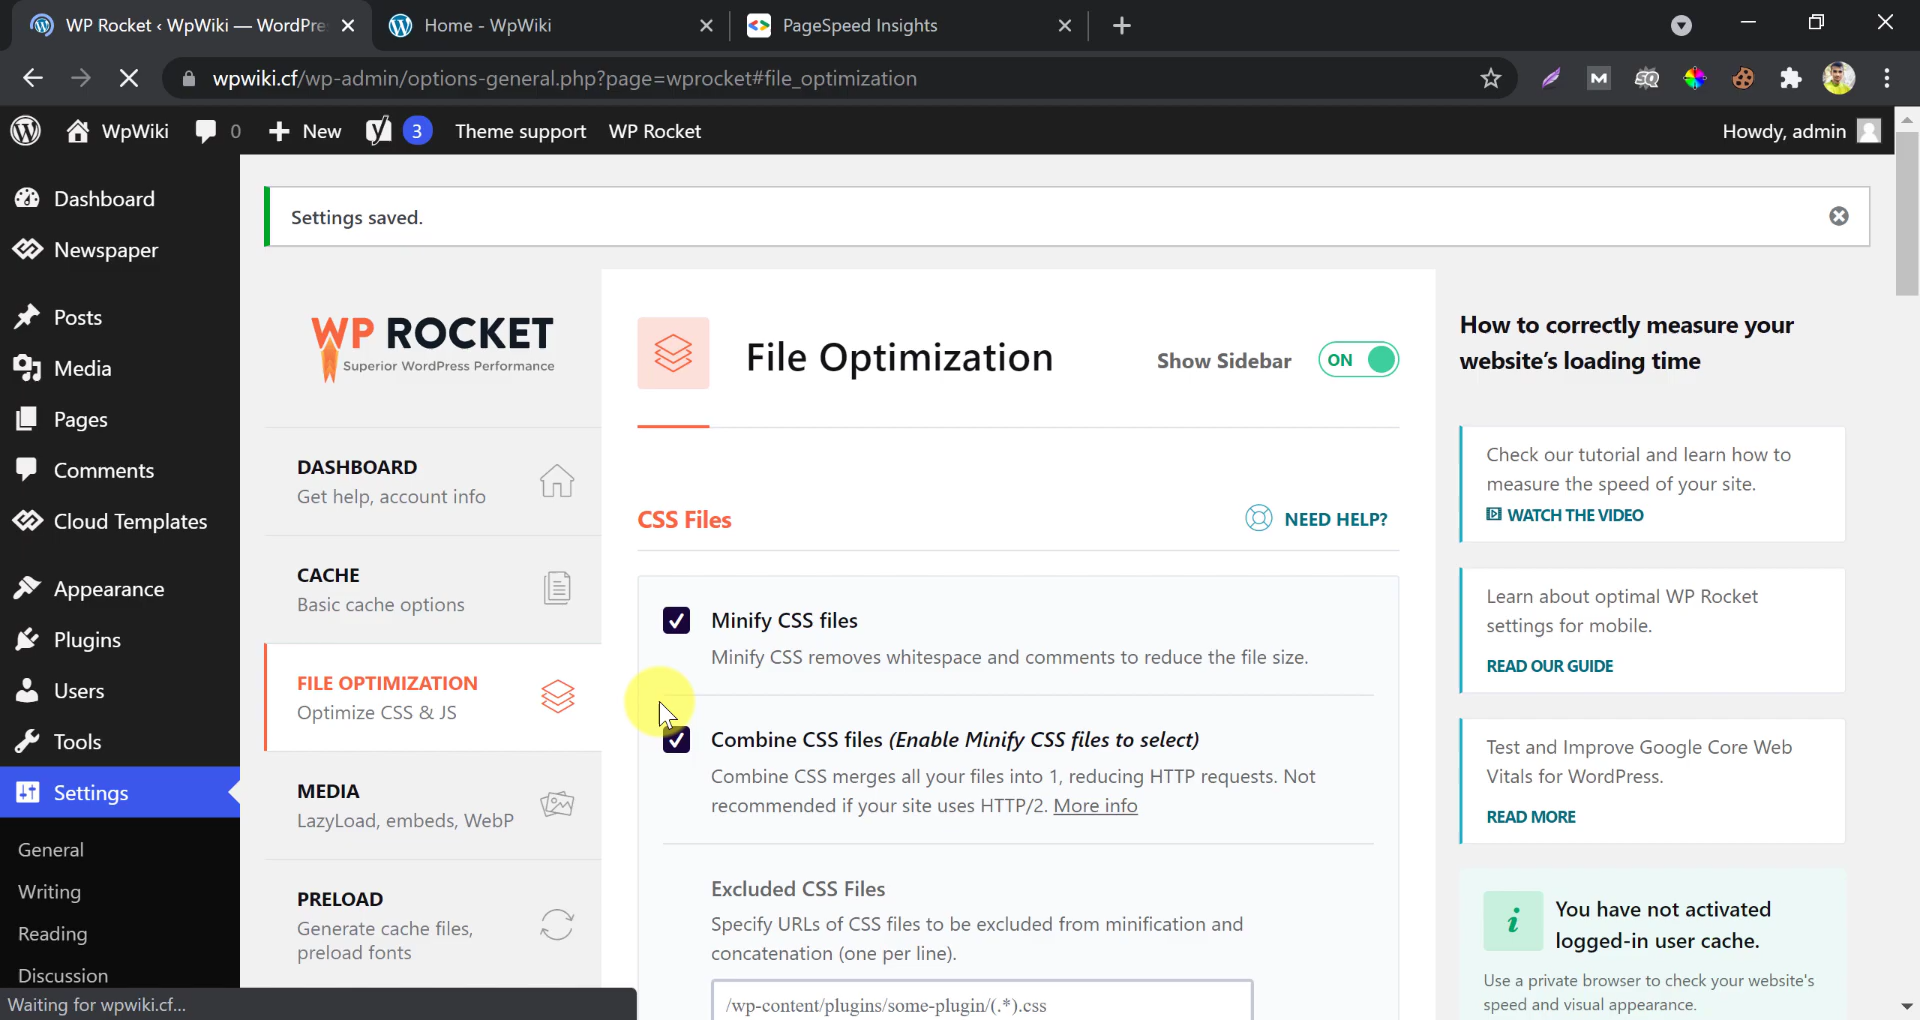 WP Rocket ‹ WpWiki — WordPre
Home - WpWiki
PageSpeed Insights
wpwiki.cf/wp-admin/options-general.php?page=wprocket#file_optimization
WpWiki
0
New
3
Theme support
WP Rocket
Howdy, admin
Dashboard
Newspaper
Posts
Media
Pages
Comments
Cloud Templates
Appearance
Plugins
Users
Tools
Settings
General
Writing
Reading
Discussion
Waiting for wpwiki.cf...
Settings saved.
WP ROCKET
Superior WordPress Performance
DASHBOARD
Get help, account info
CACHE
Basic cache options
FILE OPTIMIZATION
Optimize CSS & JS
MEDIA
LazyLoad, embeds, WebP
PRELOAD
Generate cache files,
preload fonts
File Optimization
Show Sidebar
ON
CSS Files
NEED HELP?
Minify CSS files
Minify CSS removes whitespace and comments to reduce the file size.
Combine CSS files (Enable Minify CSS files to select)
Combine CSS merges all your files into 1, reducing HTTP requests. Not
recommended if your site uses HTTP/2. More info
Excluded CSS Files
Specify URLs of CSS files to be excluded from minification and
concatenation (one per line).
/wp-content/plugins/some-plugin/(.*).css
How to correctly measure your
website's loading time
Check our tutorial and learn how to
measure the speed of your site.
WATCH THE VIDEO
Learn about optimal WP Rocket
settings for mobile.
READ OUR GUIDE
Test and Improve Google Core Web
Vitals for WordPress.
READ MORE
You have not activated
logged-in user cache.
Use a private browser to check your website's
speed and visual appearance.